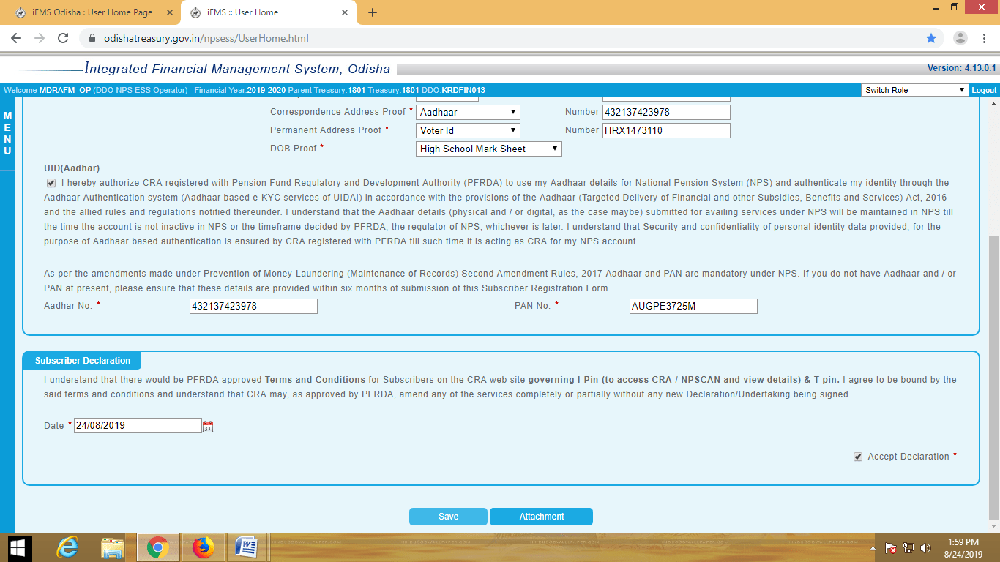 iFMS Odisha : User Home Page
iFMS :: User Home
odishatreasury.gov.in/npsess/UserHome.html
Integrated Financial Management System, Odisha
Version: 4.13.0.1
Welcome MDRAFM_OP (DDO NPS ESS Operator) Financial Year:2019-2020 Parent Treasury:1801 Treasury:1801 DDO:KRDFIN013
Switch Role
Logout
MENU
Correspondence Address Proof * Aadhaar Number 432137423978
Permanent Address Proof * Voter Id Number HRX1473110
DOB Proof * High School Mark Sheet
UID(Aadhar)
I hereby authorize CRA registered with Pension Fund Regulatory and Development Authority (PFRDA) to use my Aadhaar details for National Pension System (NPS) and authenticate my identity through the
Aadhaar Authentication system (Aadhaar based e-KYC services of UIDAI) in accordance with the provisions of the Aadhaar (Targeted Delivery of Financial and other Subsidies, Benefits and Services) Act, 2016
and the allied rules and regulations notified thereunder. I understand that the Aadhaar details (physical and / or digital, as the case maybe) submitted for availing services under NPS will be maintained in NPS till
the time the account is not inactive in NPS or the timeframe decided by PFRDA, the regulator of NPS, whichever is later. I understand that Security and confidentiality of personal identity data provided, for the
purpose of Aadhaar based authentication is ensured by CRA registered with PFRDA till such time it is acting as CRA for my NPS account.
As per the amendments made under Prevention of Money-Laundering (Maintenance of Records) Second Amendment Rules, 2017 Aadhaar and PAN are mandatory under NPS. If you do not have Aadhaar and / or
PAN at present, please ensure that these details are provided within six months of submission of this Subscriber Registration Form.
Aadhar No. * 432137423978 PAN No. * AUGPE3725M
Subscriber Declaration
I understand that there would be PFRDA approved Terms and Conditions for Subscribers on the CRA web site governing I-Pin (to access CRA / NPSCAN and view details) & T-pin. I agree to be bound by the
said terms and conditions and understand that CRA may, as approved by PFRDA, amend any of the services completely or partially without any new Declaration/Undertaking being signed.
Date * 24/08/2019
31
Accept Declaration *
Save
Attachment
1:59 PM
8/24/2019